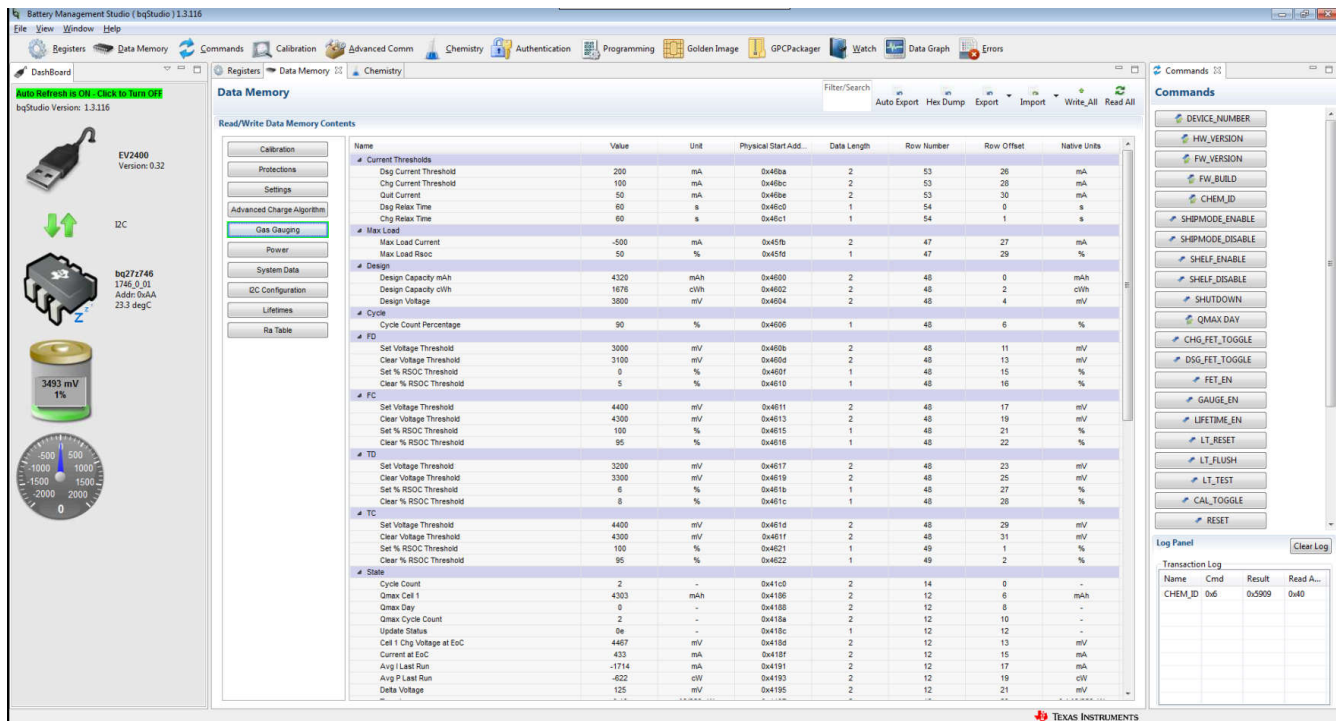 Battery Management Studio ( bqStudio ) 1.3.116
File View Window Help
Registers Data Memory Commands Calibration Advanced Comm Chemistry Authentication Programming Golden Image GPCPackager Watch Data Graph Errors
DashBoard
Auto Refresh is ON - Click to Turn OFF
bqStudio Version: 1.3.116
EV2400
Version: 0.32
I2C
bq27z746
1746_0_01
Addr: 0xAA
23.3 degC
Z z
3493 mV
1%
-500 500
-1000 1000
-1500 1500
-2000 2000
0
Registers Data Memory Chemistry
Data Memory
Filter/Search
Auto Export Hex Dump Export Import Write_All Read All
Read/Write Data Memory Contents
Calibration
Protections
Settings
Advanced Charge Algorithm
Gas Gauging
Power
System Data
I2C Configuration
Lifetimes
Ra Table
Name Value Unit Physical Start Add... Data Length Row Number Row Offset Native Units
Current Thresholds
Dsg Current Threshold 200 mA 0x46ba 2 53 26 mA
Chg Current Threshold 100 mA 0x46bc 2 53 28 mA
Quit Current 50 mA 0x46be 2 53 30 mA
Dsg Relax Time 60 s 0x46c0 1 54 0 s
Chg Relax Time 60 s 0x46c1 1 54 1 s
Max Load
Max Load Current -500 mA 0x45fb 2 47 27 mA
Max Load Rsoc 50 % 0x45fd 1 47 29 %
Design
Design Capacity mAh 4320 mAh 0x4600 2 48 0 mAh
Design Capacity cWh 1676 cWh 0x4602 2 48 2 cWh
Design Voltage 3800 mV 0x4604 2 48 4 mV
Cycle
Cycle Count Percentage 90 % 0x4606 1 48 6 %
FD
Set Voltage Threshold 3000 mV 0x460b 2 48 11 mV
Clear Voltage Threshold 3100 mV 0x460d 2 48 13 mV
Set % RSOC Threshold 0 % 0x460f 1 48 15 %
Clear % RSOC Threshold 5 % 0x4610 1 48 16 %
FC
Set Voltage Threshold 4400 mV 0x4611 2 48 17 mV
Clear Voltage Threshold 4300 mV 0x4613 2 48 19 mV
Set % RSOC Threshold 100 % 0x4615 1 48 21 %
Clear % RSOC Threshold 95 % 0x4616 1 48 22 %
TD
Set Voltage Threshold 3200 mV 0x4617 2 48 23 mV
Clear Voltage Threshold 3300 mV 0x4619 2 48 25 mV
Set % RSOC Threshold 6 % 0x461b 1 48 27 %
Clear % RSOC Threshold 8 % 0x461c 1 48 28 %
TC
Set Voltage Threshold 4400 mV 0x461d 2 48 29 mV
Clear Voltage Threshold 4300 mV 0x461f 2 48 31 mV
Set % RSOC Threshold 100 % 0x4621 1 49 1 %
Clear % RSOC Threshold 95 % 0x4622 1 49 2 %
State
Cycle Count 2 - 0x41c0 2 14 0 -
Qmax Cell 1 4303 mAh 0x4186 2 12 6 mAh
Qmax Day 0 - 0x4188 2 12 8 -
Qmax Cycle Count 2 - 0x418a 2 12 10 -
Update Status 0e - 0x418c 1 12 12 -
Cell 1 Chg Voltage at EoC 4467 mV 0x418d 2 12 13 mV
Current at EoC 433 mA 0x418f 2 12 15 mA
Avg I Last Run -1714 mA 0x4191 2 12 17 mA
Avg P Last Run -622 cW 0x4193 2 12 19 cW
Delta Voltage 125 mV 0x4195 2 12 21 mV
Commands
Commands
DEVICE_NUMBER
HW_VERSION
FW_VERSION
FW_BUILD
CHEM_ID
SHIPMODE_ENABLE
SHIPMODE_DISABLE
SHELF_ENABLE
SHELF_DISABLE
SHUTDOWN
QMAX DAY
CHG_FET_TOGGLE
DSG_FET_TOGGLE
FET_EN
GAUGE_EN
LIFETIME_EN
LT_RESET
LT_FLUSH
LT_TEST
CAL_TOGGLE
RESET
Log Panel
Clear Log
Transaction Log
Name Cmd Result Read A...
CHEM_ID 0x6 0x5909 0x40
TEXAS INSTRUMENTS